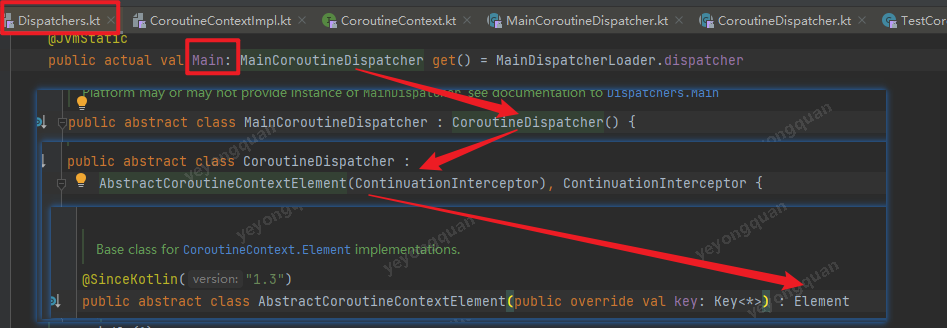 Dispatchers.kt CoroutineContextImpl.kt CoroutineContext.kt MainCoroutineDispatcher.kt CoroutineDispatcher.kt TestCor
@JvmStatic
public actual val Main: MainCoroutineDispatcher get() = MainDispatcherLoader.dispatcher
Platform may or may not provide instance of MainDispatcher, see documentation to Dispatchers.Main
public abstract class MainCoroutineDispatcher : CoroutineDispatcher() {
public abstract class CoroutineDispatcher :
AbstractCoroutineContextElement(ContinuationInterceptor), ContinuationInterceptor {
Base class for CoroutineContext.Element implementations.
@SinceKotlin( version: "1.3")
public abstract class AbstractCoroutineContextElement(public override val key: Key<*>) : Element
yeyongquan
yeyongquan
yeyongquan
yeyongquan
yeyongquan